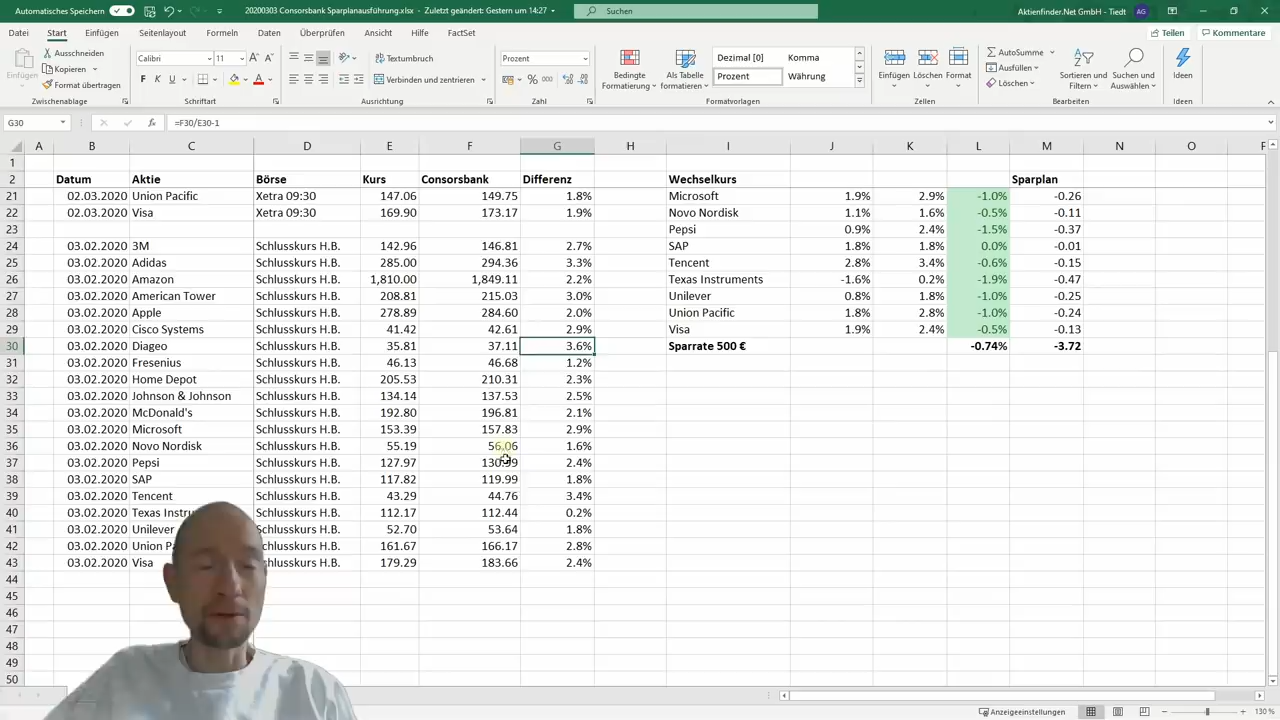 Automatisches Speichern 20200303 Consorsbank Sparplanausführung.xlsx - Zuletzt geändert: Gestern um 14:27 Suchen Aktienfinder.Net GmbH - Tiedt AG
Datei Start Einfügen Seitenlayout Formeln Daten Überprüfen Ansicht Hilfe FactSet Teilen Kommentare
Einfügen Ausschneiden Kopieren Format übertragen Zwischenablage
Calibri 11 F K U Schriftart
Textumbruch Verbinden und zentrieren Ausrichtung
Prozent % 000 Zahl
Bedingte Formatierung Als Tabelle formatieren Dezimal [0] Komma Prozent Währung Formatvorlagen
Einfügen Löschen Format Zellen
AutoSumme Ausfüllen Löschen Sortieren und Filtern Suchen und Auswählen Bearbeiten
Ideen Ideen
G30 fx =F30/E30-1
A B C D E F G H I J K L M N O P
1
2 Datum Aktie Börse Kurs Consorsbank Differenz Wechselkurs Sparplan
21 02.03.2020 Union Pacific Xetra 09:30 147.06 149.75 1.8% Microsoft 1.9% 2.9% -1.0% -0.26
22 02.03.2020 Visa Xetra 09:30 169.90 173.17 1.9% Novo Nordisk 1.1% 1.6% -0.5% -0.11
23 Pepsi 0.9% 2.4% -1.5% -0.37
24 03.02.2020 3M Schlusskurs H.B. 142.96 146.81 2.7% SAP 1.8% 1.8% 0.0% -0.01
25 03.02.2020 Adidas Schlusskurs H.B. 285.00 294.36 3.3% Tencent 2.8% 3.4% -0.6% -0.15
26 03.02.2020 Amazon Schlusskurs H.B. 1,810.00 1,849.11 2.2% Texas Instruments -1.6% 0.2% -1.9% -0.47
27 03.02.2020 American Tower Schlusskurs H.B. 208.81 215.03 3.0% Unilever 0.8% 1.8% -1.0% -0.25
28 03.02.2020 Apple Schlusskurs H.B. 278.89 284.60 2.0% Union Pacific 1.8% 2.8% -1.0% -0.24
29 03.02.2020 Cisco Systems Schlusskurs H.B. 41.42 42.61 2.9% Visa 1.9% 2.4% -0.5% -0.13
30 03.02.2020 Diageo Schlusskurs H.B. 35.81 37.11 3.6% Sparrate 500 € -0.74% -3.72
31 03.02.2020 Fresenius Schlusskurs H.B. 46.13 46.68 1.2%
32 03.02.2020 Home Depot Schlusskurs H.B. 205.53 210.31 2.3%
33 03.02.2020 Johnson & Johnson Schlusskurs H.B. 134.14 137.53 2.5%
34 03.02.2020 McDonald's Schlusskurs H.B. 192.80 196.81 2.1%
35 03.02.2020 Microsoft Schlusskurs H.B. 153.39 157.83 2.9%
36 03.02.2020 Novo Nordisk Schlusskurs H.B. 55.19 56.06 1.6%
37 03.02.2020 Pepsi Schlusskurs H.B. 127.97 130.99 2.4%
38 03.02.2020 SAP Schlusskurs H.B. 117.82 119.99 1.8%
39 03.02.2020 Tencent Schlusskurs H.B. 43.29 44.76 3.4%
40 03.02.2020 Texas Instru Schlusskurs H.B. 112.17 112.44 0.2%
41 03.02.2020 Unilever Schlusskurs H.B. 52.70 53.64 1.8%
42 03.02.2020 Union Pa Schlusskurs H.B. 161.67 166.17 2.8%
43 03.02.2020 Visa Schlusskurs H.B. 179.29 183.66 2.4%
44
45
46
47
48
49
50
Anzeigeeinstellungen 130 %